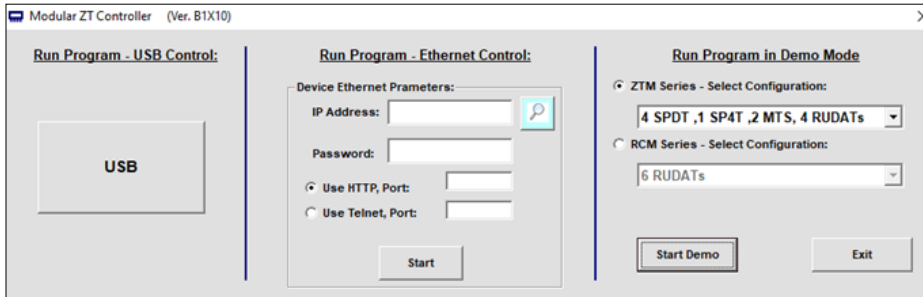 Modular ZT Controller (Ver. B1X10)
Run Program - USB Control:
USB
Run Program - Ethernet Control:
Device Ethernet Prameters:
IP Address:
Password:
Use HTTP, Port:
Use Telnet, Port:
Start
Run Program in Demo Mode
ZTM Series - Select Configuration:
4 SPDT ,1 SP4T ,2 MTS, 4 RUDATs
RCM Series - Select Configuration:
6 RUDATs
Start Demo
Exit